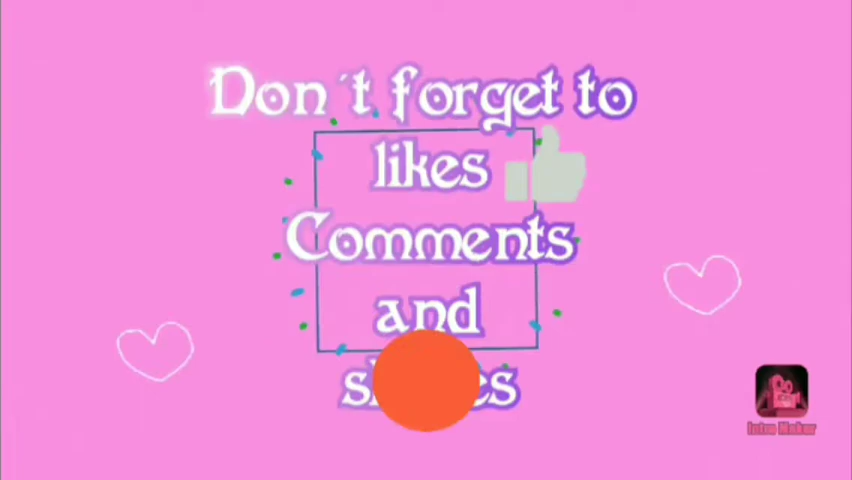 Don´t forget to
likes
Comments
and
Intro Maker